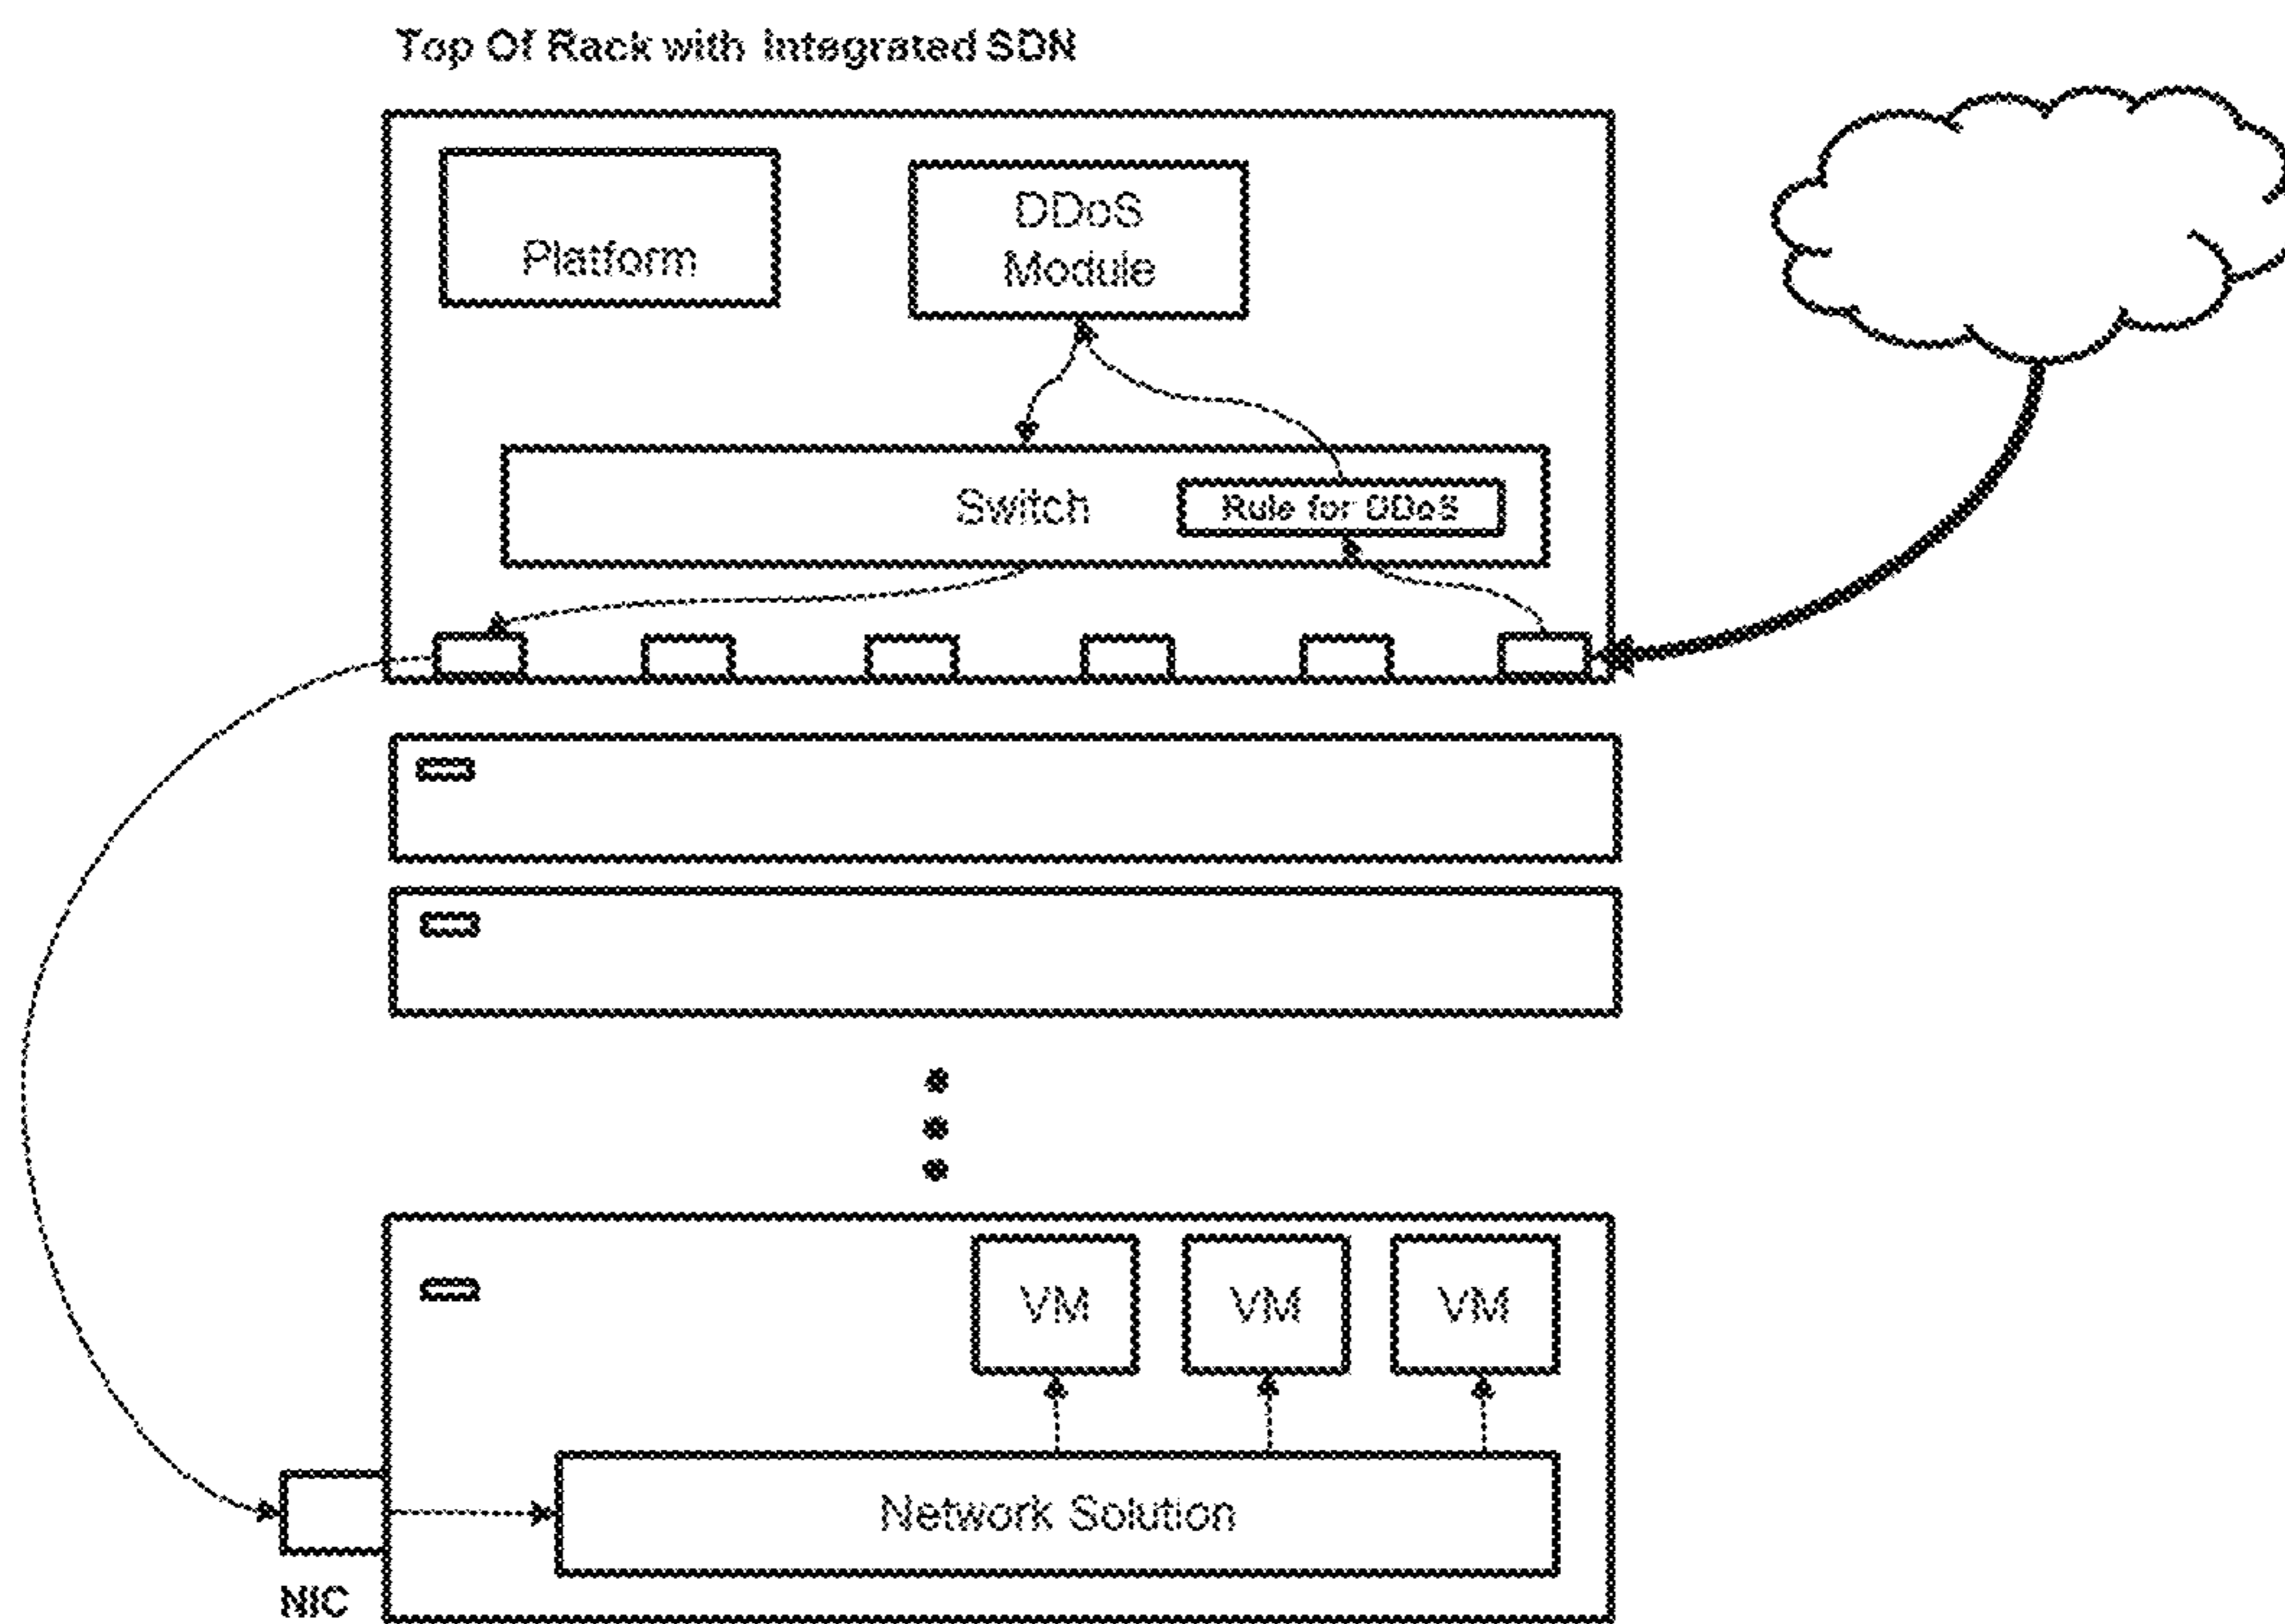 Top Of Rack with Integrated SDN
Platform
DDoS
Module
Switch
Rule for DDoS
VM
VM
VM
Network Solution
NIC